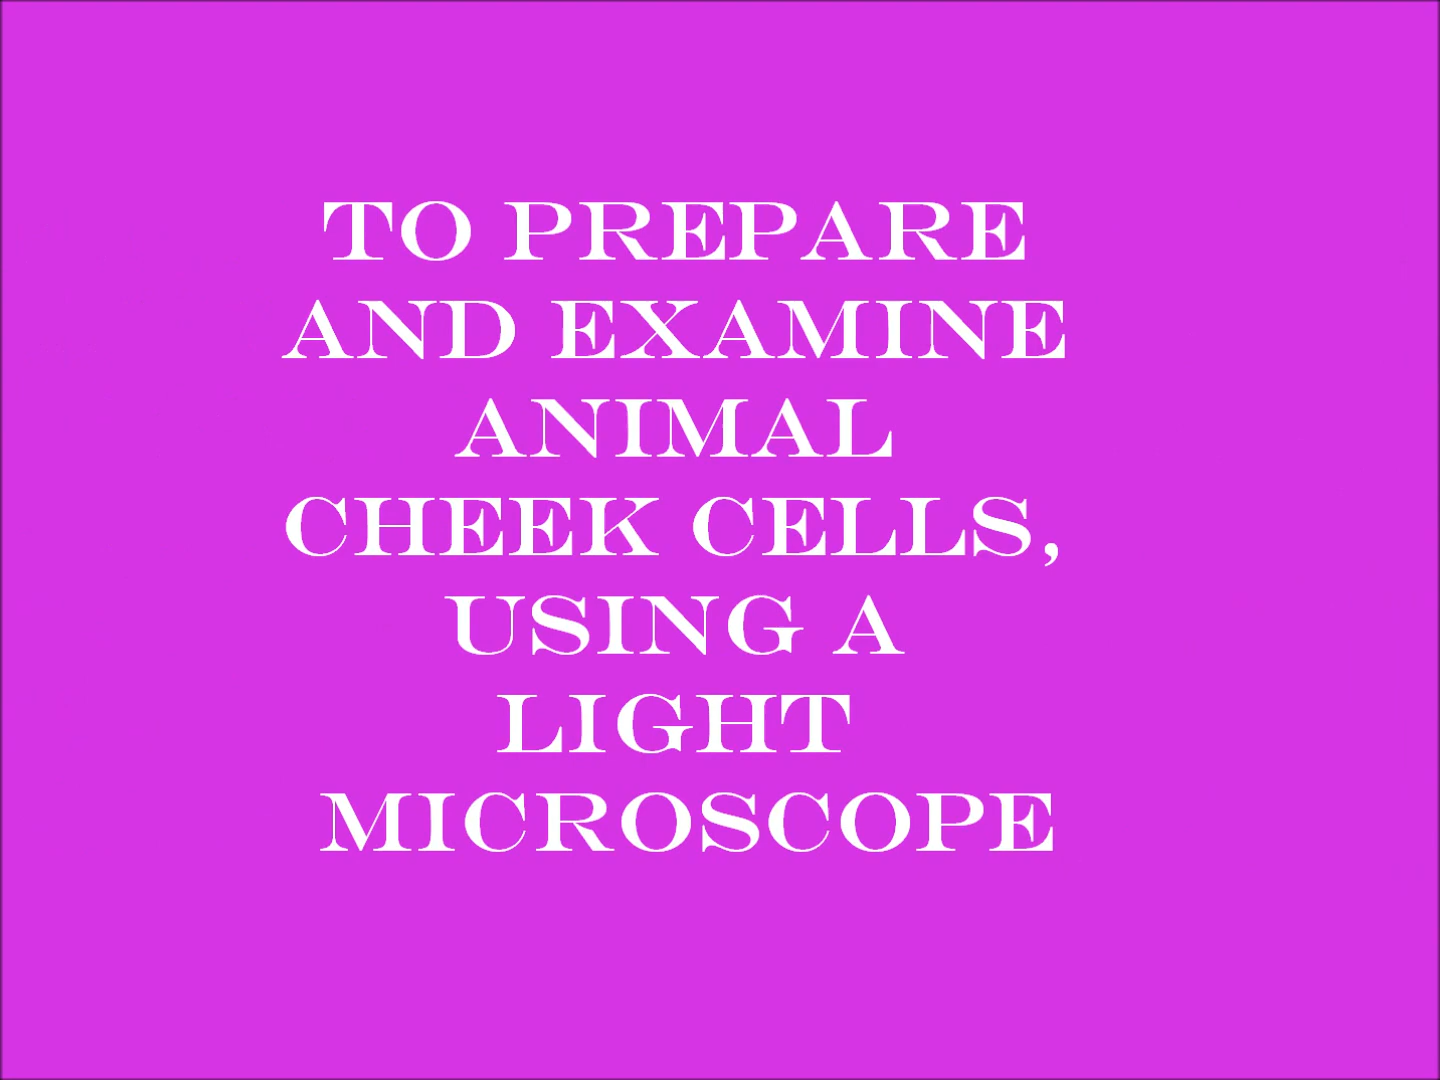 TO PREPARE
AND EXAMINE
ANIMAL
CHEEK CELLS,
USING A
LIGHT
MICROSCOPE